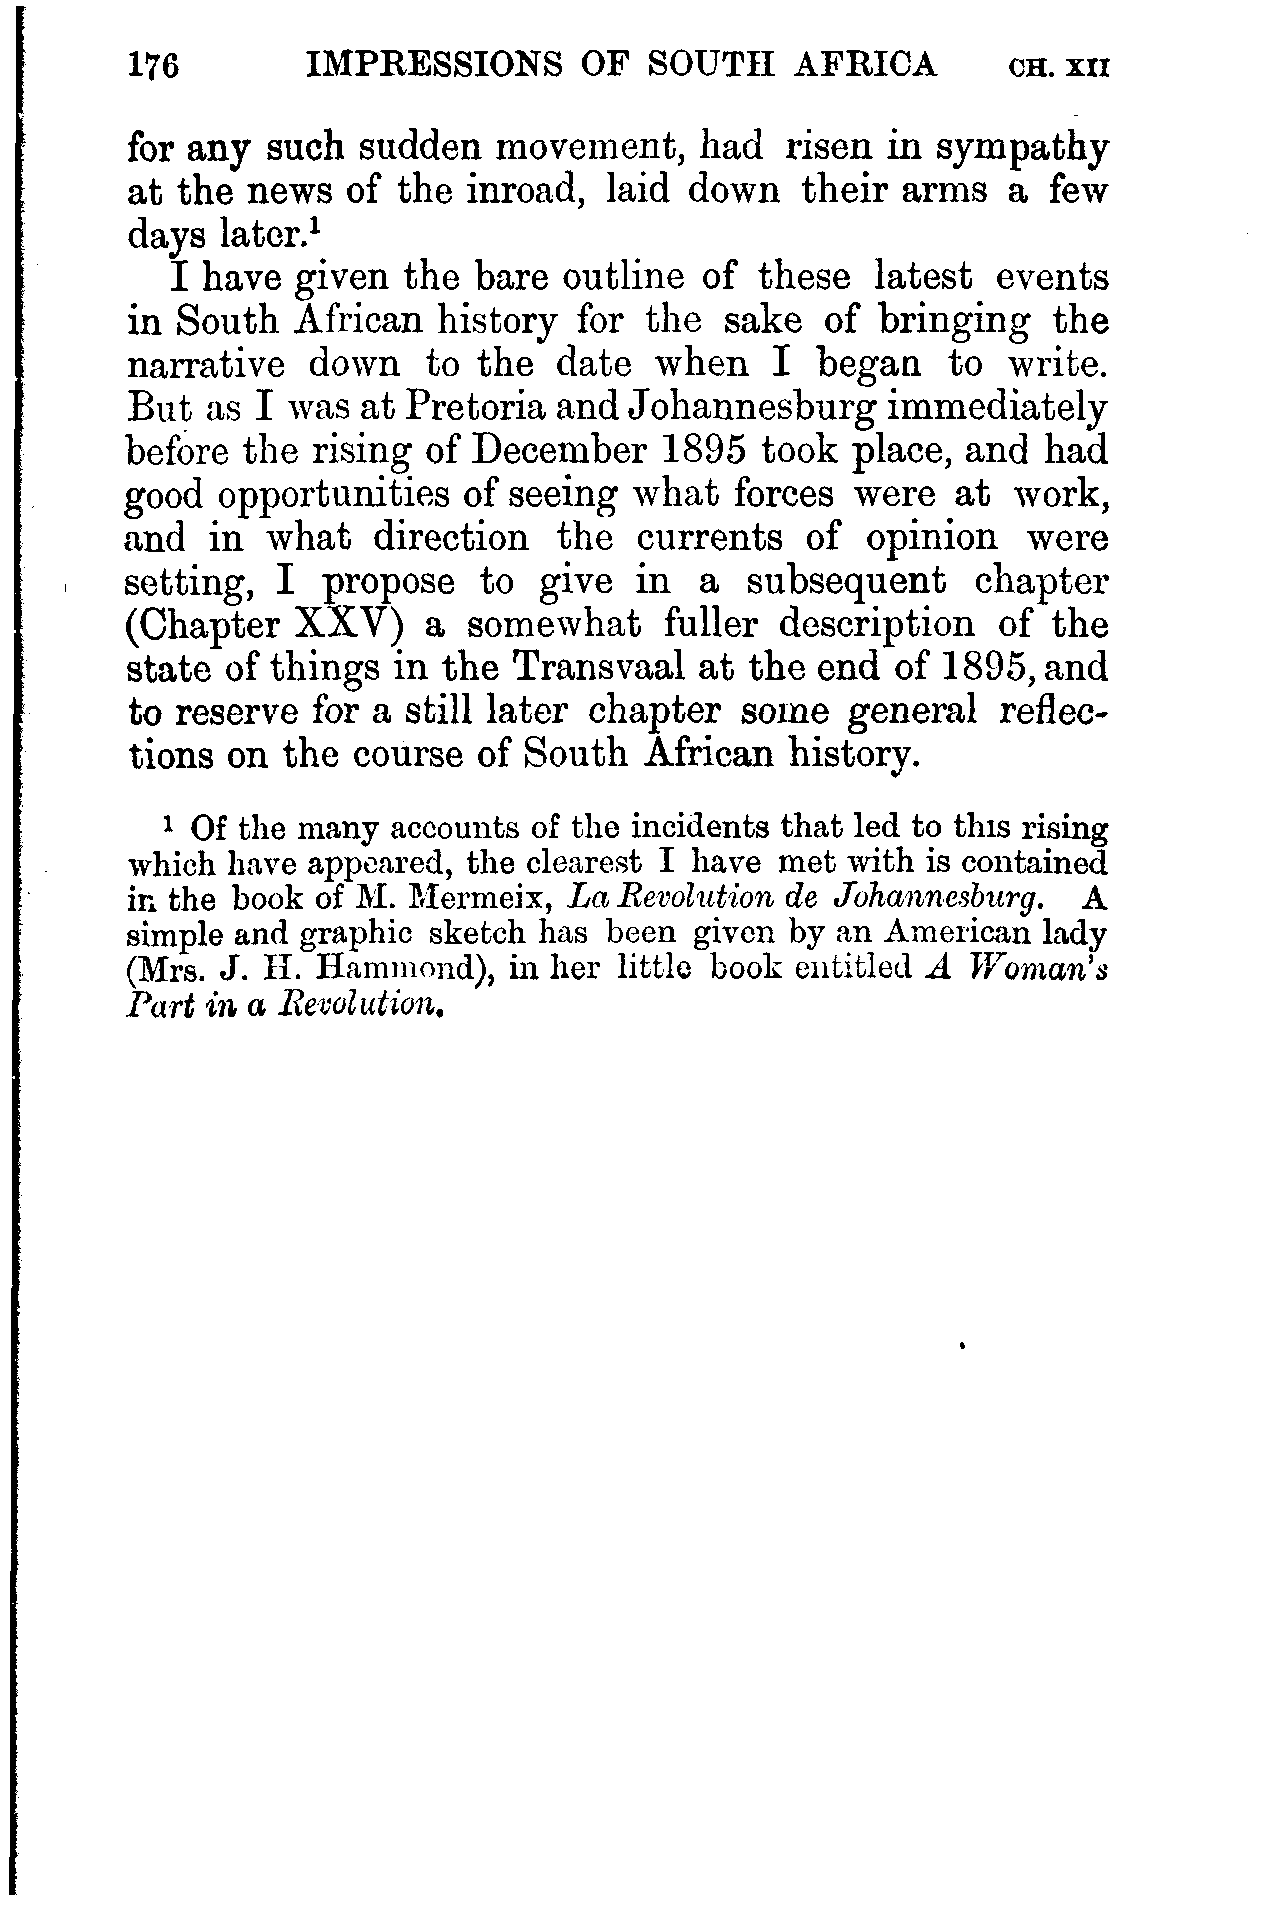 176 IMPRESSIONS OF SOUTH AFRICA CH. XII
for any such sudden movement, had risen in sympathy
at the news of the inroad, laid down their arms a few
days later.¹
I have given the bare outline of these latest events
in South African history for the sake of bringing the
narrative down to the date when I began to write.
But as I was at Pretoria and Johannesburg immediately
before the rising of December 1895 took place, and had
good opportunities of seeing what forces were at work,
and in what direction the currents of opinion were
setting, I propose to give in a subsequent chapter
(Chapter XXV) a somewhat fuller description of the
state of things in the Transvaal at the end of 1895, and
to reserve for a still later chapter some general reflec-
tions on the course of South African history.
¹ Of the many accounts of the incidents that led to this rising
which have appeared, the clearest I have met with is contained
in the book of M. Mermeix, La Revolution de Johannesburg. A
simple and graphic sketch has been given by an American lady
(Mrs. J. H. Hammond), in her little book entitled A Woman's
Part in a Revolution.